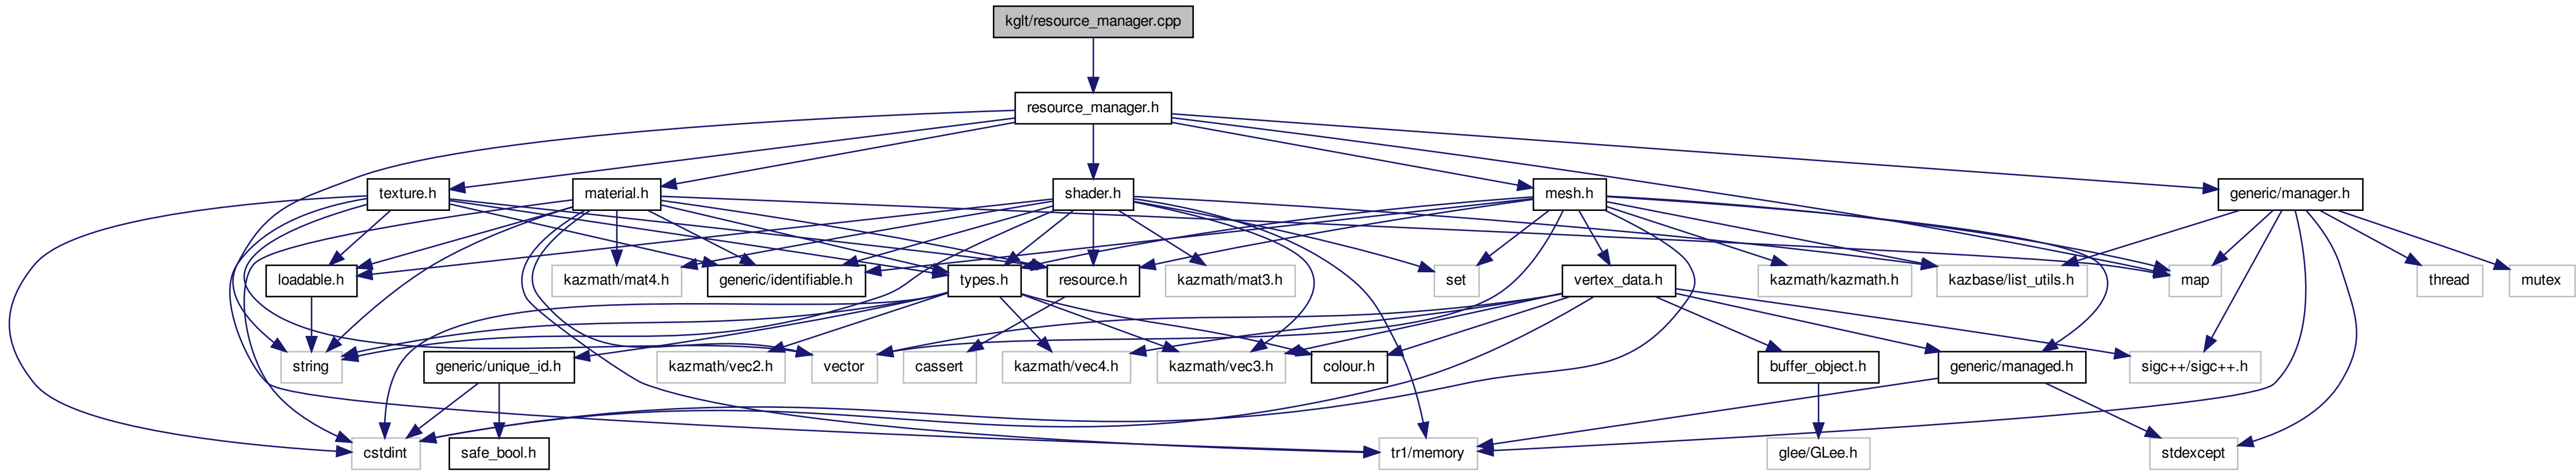 kglt/resource_manager.cpp
resource_manager.h
texture.h
material.h
shader.h
mesh.h
generic/manager.h
loadable.h
kazmath/mat4.h
generic/identifiable.h
types.h
resource.h
kazmath/mat3.h
set
vertex_data.h
kazmath/kazmath.h
kazbase/list_utils.h
map
thread
mutex
string
generic/unique_id.h
kazmath/vec2.h
vector
cassert
kazmath/vec4.h
kazmath/vec3.h
colour.h
buffer_object.h
generic/managed.h
sigc++/sigc++.h
cstdint
safe_bool.h
tr1/memory
glee/GLee.h
stdexcept